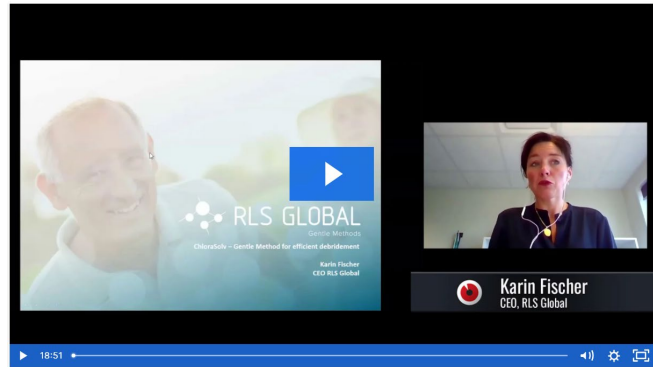 RLS GLOBAL
Gentle Methods
ChloraSolv – Gentle Method for efficient debridement
Karin Fischer
CEO RLS Global
Karin Fischer
CEO, RLS Global
18:51